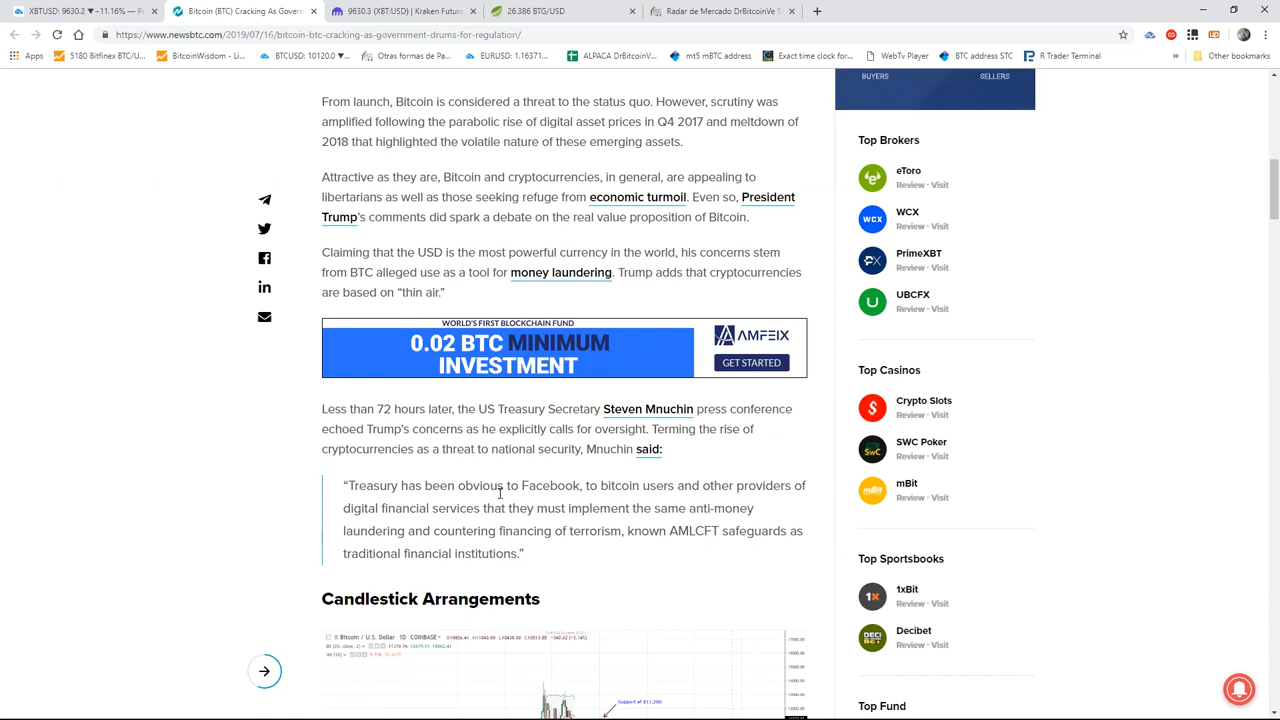 XBTUSD: 9630.2 ▼−11.16% — Р
Bitcoin (BTC) Cracking As Gover
9630.3 (XBT:USD) | Kraken Futur
26.386 BTG/USD
Radar de Mercado DrBitcoinVe S
https://www.newsbtc.com/2019/07/16/bitcoin-btc-cracking-as-government-drums-for-regulation/
Apps
5180 Bitfinex BTC/U...
BitcoinWisdom - Li...
BTCUSD: 10120.0 ▼...
Otras formas de Pa...
EURUSD: 1.16371...
ALPACA DrBitcoinV...
mt5 mBTC address
Exact time clock for...
WebTv Player
BTC address STC
R Trader Terminal
»
Other bookmarks
BUYERS
SELLERS
From launch, Bitcoin is considered a threat to the status quo. However, scrutiny was
amplified following the parabolic rise of digital asset prices in Q4 2017 and meltdown of
2018 that highlighted the volatile nature of these emerging assets.
Attractive as they are, Bitcoin and cryptocurrencies, in general, are appealing to
libertarians as well as those seeking refuge from economic turmoil. Even so, President
Trump's comments did spark a debate on the real value proposition of Bitcoin.
Claiming that the USD is the most powerful currency in the world, his concerns stem
from BTC alleged use as a tool for money laundering. Trump adds that cryptocurrencies
are based on “thin air.”
WORLD'S FIRST BLOCKCHAIN FUND
0.02 BTC MINIMUM
INVESTMENT
AMFEIX
GET STARTED
Less than 72 hours later, the US Treasury Secretary Steven Mnuchin press conference
echoed Trump's concerns as he explicitly calls for oversight. Terming the rise of
cryptocurrencies as a threat to national security, Mnuchin said:
“Treasury has been obvious to Facebook, to bitcoin users and other providers of
digital financial services that they must implement the same anti-money
laundering and countering financing of terrorism, known AMLCFT safeguards as
traditional financial institutions.”
Candlestick Arrangements
Bitcoin / U.S. Dollar 1D COINBASE
Support of $11,200
Top Brokers
eToro
Review · Visit
WCX
WCX
Review · Visit
PrimeXBT
Review · Visit
UBCFX
Review · Visit
Top Casinos
Crypto Slots
Review · Visit
SWC Poker
Review · Visit
mBit
Review · Visit
Top Sportsbooks
1xBit
Review · Visit
Decibet
Review · Visit
Top Fund